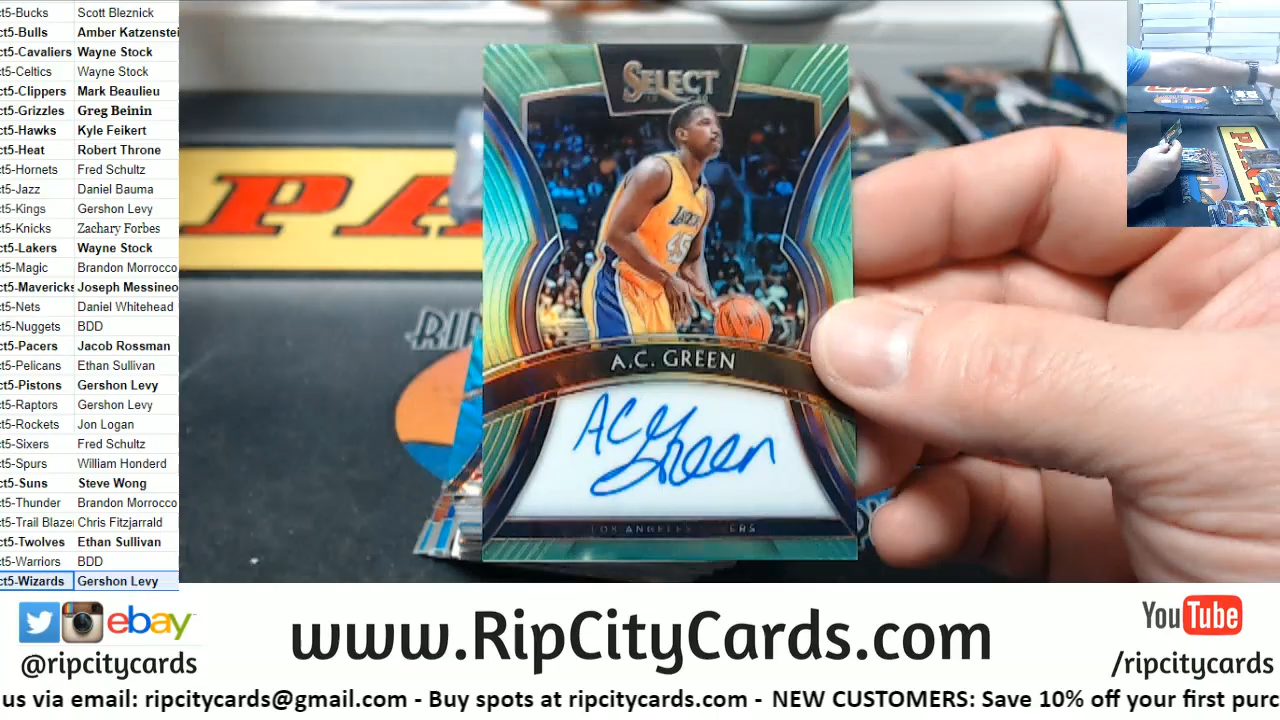 ct5-Bucks Scott Bleznick
ct5-Bulls Amber Katzenstei
ct5-Cavaliers Wayne Stock
ct5-Celtics Wayne Stock
ct5-Clippers Mark Beaulieu
ct5-Grizzles Greg Beinin
ct5-Hawks Kyle Feikert
ct5-Heat Robert Throne
ct5-Hornets Fred Schultz
ct5-Jazz Daniel Bauma
ct5-Kings Gershon Levy
ct5-Knicks Zachary Forbes
ct5-Lakers Wayne Stock
ct5-Magic Brandon Morrocco
ct5-Mavericks Joseph Messineo
ct5-Nets Daniel Whitehead
ct5-Nuggets BDD
ct5-Pacers Jacob Rossman
ct5-Pelicans Ethan Sullivan
ct5-Pistons Gershon Levy
ct5-Raptors Gershon Levy
ct5-Rockets Jon Logan
ct5-Sixers Fred Schultz
ct5-Spurs William Honderd
ct5-Suns Steve Wong
ct5-Thunder Brandon Morrocco
ct5-Trail Blazer Chris Fitzjarrald
ct5-Twolves Ethan Sullivan
ct5-Warriors BDD
ct5-Wizards Gershon Levy
PA
RIP
SELECT
LAKERS
45
A.C. GREEN
AC Green
LOS ANGELES LAKERS
ebay
@ripcitycards
www.RipCityCards.com
YouTube
/ripcitycards
us via email: ripcitycards@gmail.com - Buy spots at ripcitycards.com - NEW CUSTOMERS: Save 10% off your first purc